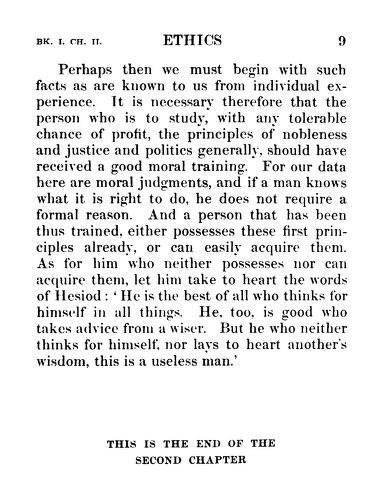 BK. I. CH. II. ETHICS 9
Perhaps then we must begin with such
facts as are known to us from individual ex-
perience. It is necessary therefore that the
person who is to study, with any tolerable
chance of profit, the principles of nobleness
and justice and politics generally, should have
received a good moral training. For our data
here are moral judgments, and if a man knows
what it is right to do, he does not require a
formal reason. And a person that has been
thus trained, either possesses these first prin-
ciples already, or can easily acquire them.
As for him who neither possesses nor can
acquire them, let him take to heart the words
of Hesiod : ‘ He is the best of all who thinks for
himself in all things. He, too, is good who
takes advice from a wiser. But he who neither
thinks for himself, nor lays to heart another's
wisdom, this is a useless man.’
THIS IS THE END OF THE
SECOND CHAPTER